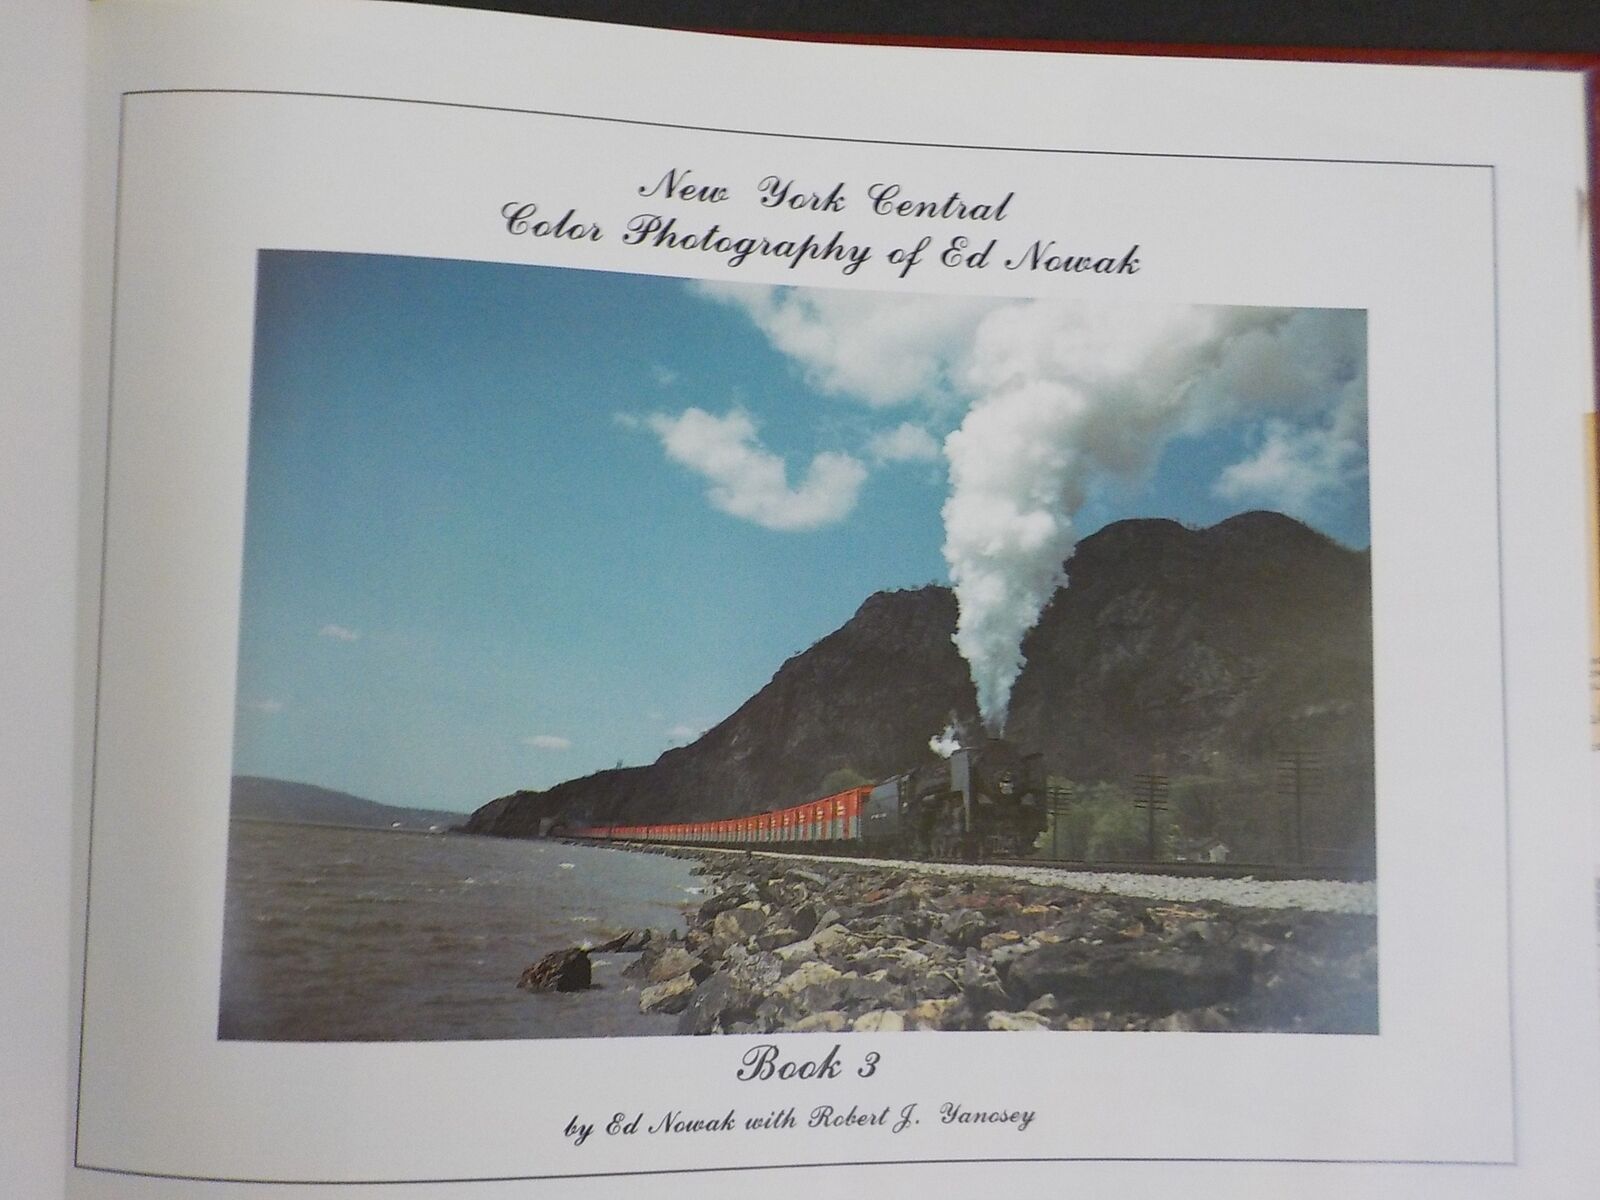 New York Central
Color Photography of Ed Nowak
Book 3
by Ed Nowak with Robert J. Yanosey